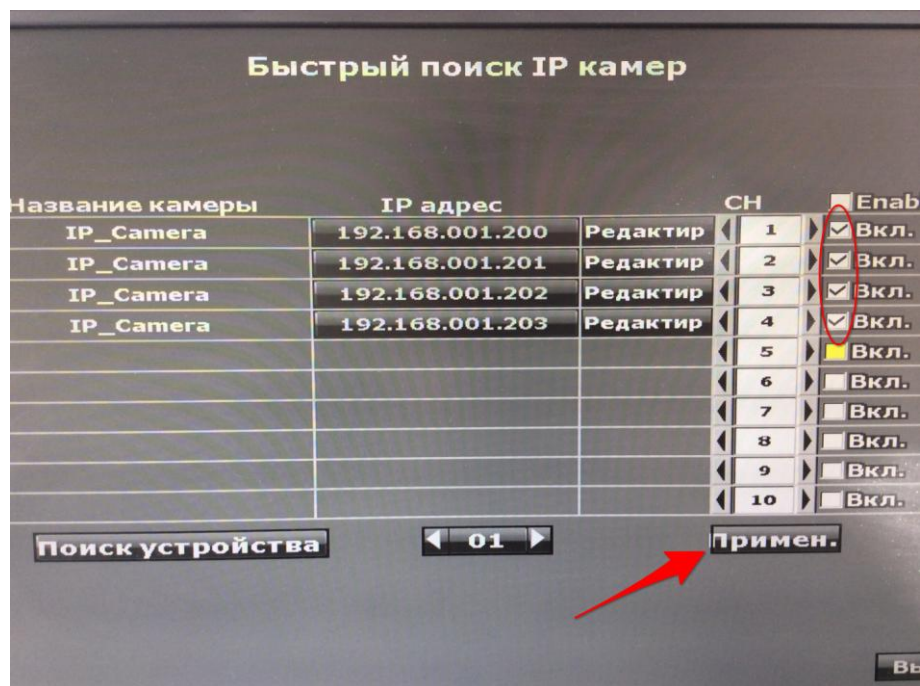 Быстрый поиск IP камер
Название камеры IP адрес CH Enab
IP_Camera 192.168.001.200 Редактир 1 Вкл.
IP_Camera 192.168.001.201 Редактир 2 Вкл.
IP_Camera 192.168.001.202 Редактир 3 Вкл.
IP_Camera 192.168.001.203 Редактир 4 Вкл.
5 Вкл.
6 Вкл.
7 Вкл.
8 Вкл.
9 Вкл.
10 Вкл.
Поиск устройства 01 Примен.
Вы